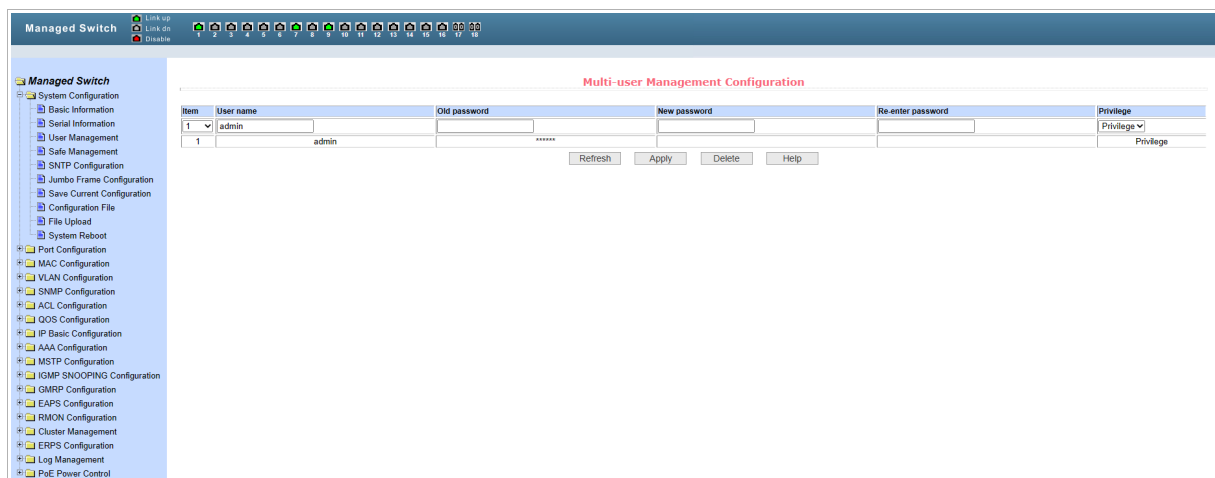 Managed Switch
Link up
Link dn
Disable
1 2 3 4 5 6 7 8 9 10 11 12 13 14 15 16 17 18
Managed Switch
System Configuration
Basic Information
Serial Information
User Management
Safe Management
SNTP Configuration
Jumbo Frame Configuration
Save Current Configuration
Configuration File
File Upload
System Reboot
Port Configuration
MAC Configuration
VLAN Configuration
SNMP Configuration
ACL Configuration
QOS Configuration
IP Basic Configuration
AAA Configuration
MSTP Configuration
IGMP SNOOPING Configuration
GMRP Configuration
EAPS Configuration
RMON Configuration
Cluster Management
ERPS Configuration
Log Management
PoE Power Control
Multi-user Management Configuration
Item User name Old password New password Re-enter password Privilege
1 admin Privilege
1 admin ****** Privilege
Refresh Apply Delete Help